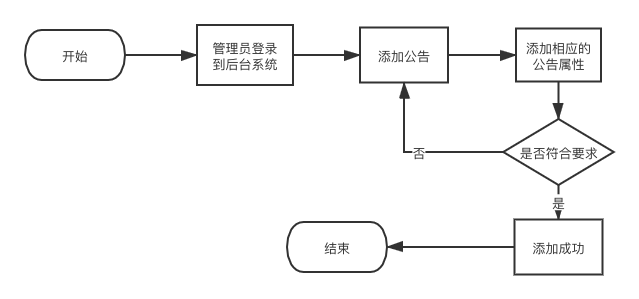 开始
管理员登录
到后台系统
添加公告
添加相应的
公告属性
否
是否符合要求
是
结束
添加成功